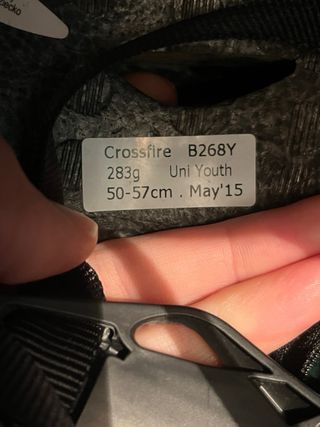 Crossfire B268Y
283g Uni Youth
50-57cm . May'15